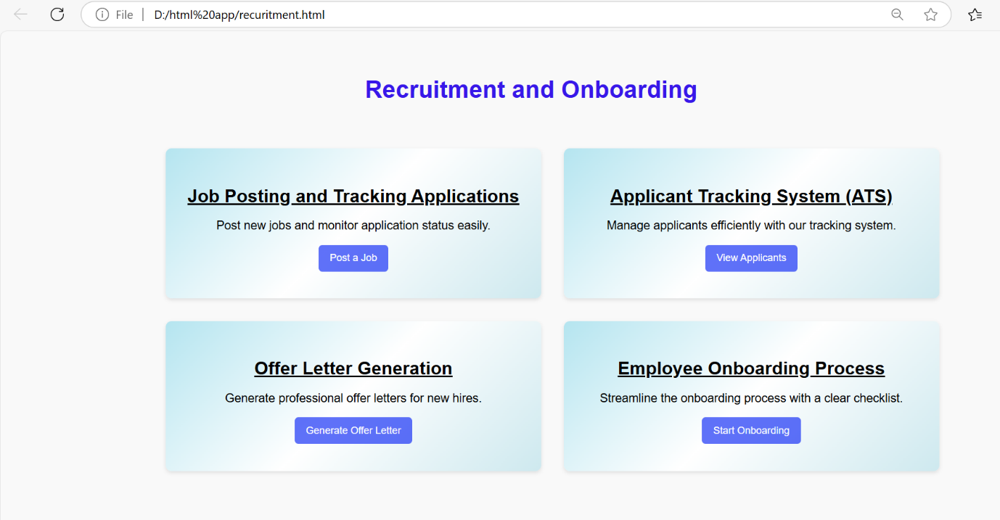 File
D:/html%20app/recuritment.html
Recruitment and Onboarding
Job Posting and Tracking Applications
Post new jobs and monitor application status easily.
Post a Job
Applicant Tracking System (ATS)
Manage applicants efficiently with our tracking system.
View Applicants
Offer Letter Generation
Generate professional offer letters for new hires.
Generate Offer Letter
Employee Onboarding Process
Streamline the onboarding process with a clear checklist.
Start Onboarding